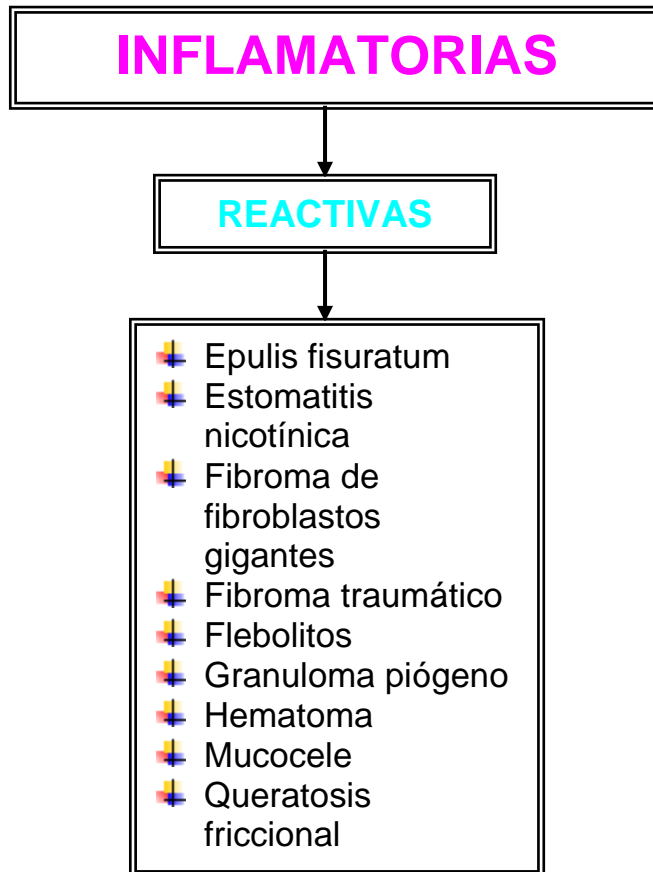 INFLAMATORIAS
REACTIVAS
Epulis fisuratum
Estomatitis
nicotínica
Fibroma de
fibroblastos
gigantes
Fibroma traumático
Flebolitos
Granuloma piógeno
Hematoma
Mucocele
Queratosis
friccional